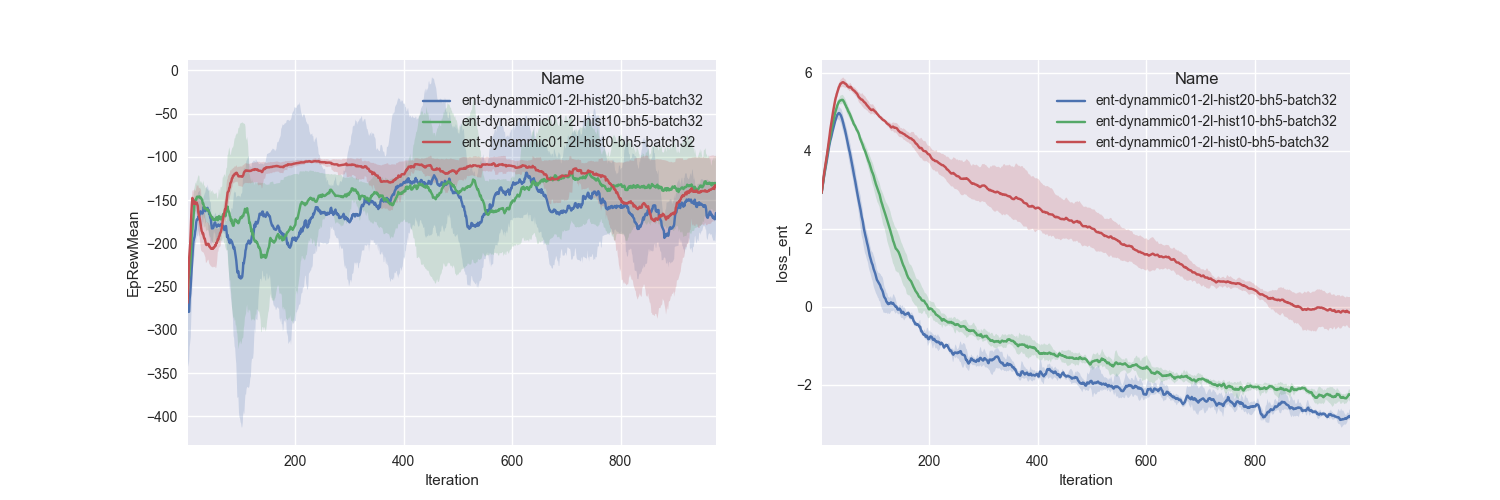 Name
ent-dynammic01-2l-hist20-bh5-batch32
ent-dynammic01-2l-hist10-bh5-batch32
ent-dynammic01-2l-hist0-bh5-batch32
0
−50
−100
−150
−200
−250
−300
−350
−400
EpRewMean
200
400
600
800
Iteration
Name
ent-dynammic01-2l-hist20-bh5-batch32
ent-dynammic01-2l-hist10-bh5-batch32
ent-dynammic01-2l-hist0-bh5-batch32
6
4
2
0
−2
loss_ent
200
400
600
800
Iteration